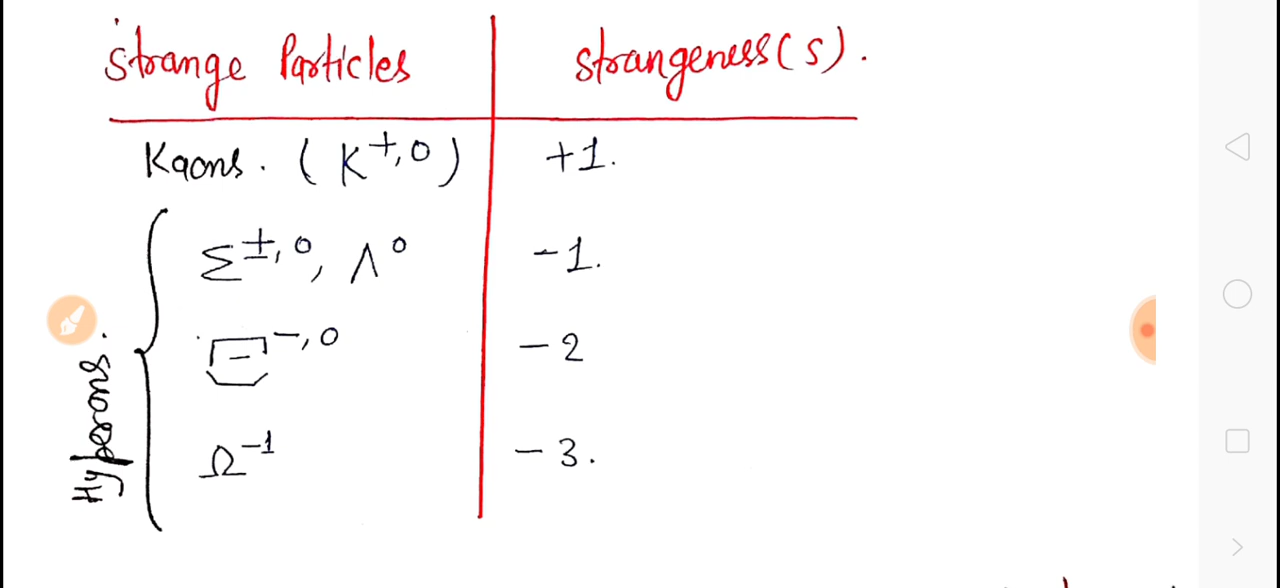 Strange Particles strangeness(s).
Kaons. (K⁺,⁰) +1.
Σ±,⁰, Λ⁰ -1.
Ξ⁻,⁰ -2
Ω⁻¹ -3.
Hyperons.